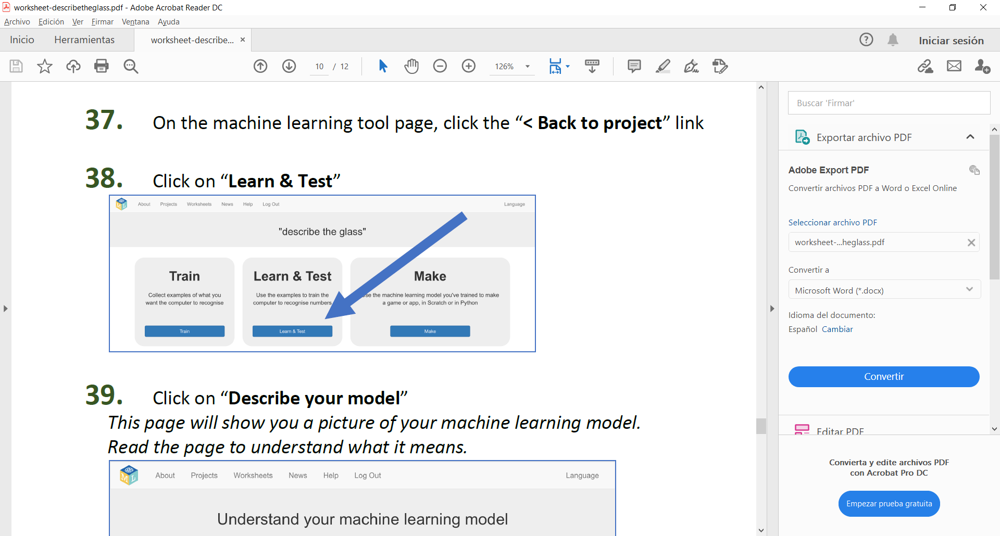 worksheet-describetheglass.pdf - Adobe Acrobat Reader DC
Archivo Edición Ver Firmar Ventana Ayuda
Inicio Herramientas worksheet-describe... Iniciar sesión
10 / 12 126%
37. On the machine learning tool page, click the “< Back to project” link
38. Click on “Learn & Test”
About Projects Worksheets News Help Log Out Language
"describe the glass"
Train
Collect examples of what you
want the computer to recognise
Train
Learn & Test
Use the examples to train the
computer to recognise numbers
Learn & Test
Make
se the machine learning model you've trained to make
a game or app, in Scratch or in Python
Make
39. Click on “Describe your model”
This page will show you a picture of your machine learning model.
Read the page to understand what it means.
ML
About Projects Worksheets News Help Log Out Language
Understand your machine learning model
Buscar 'Firmar'
Exportar archivo PDF
Adobe Export PDF
Convertir archivos PDF a Word o Excel Online
Seleccionar archivo PDF
worksheet-...heglass.pdf
Convertir a
Microsoft Word (*.docx)
Idioma del documento:
Español Cambiar
Convertir
Editar PDF
Convierta y edite archivos PDF
con Acrobat Pro DC
Empezar prueba gratuita